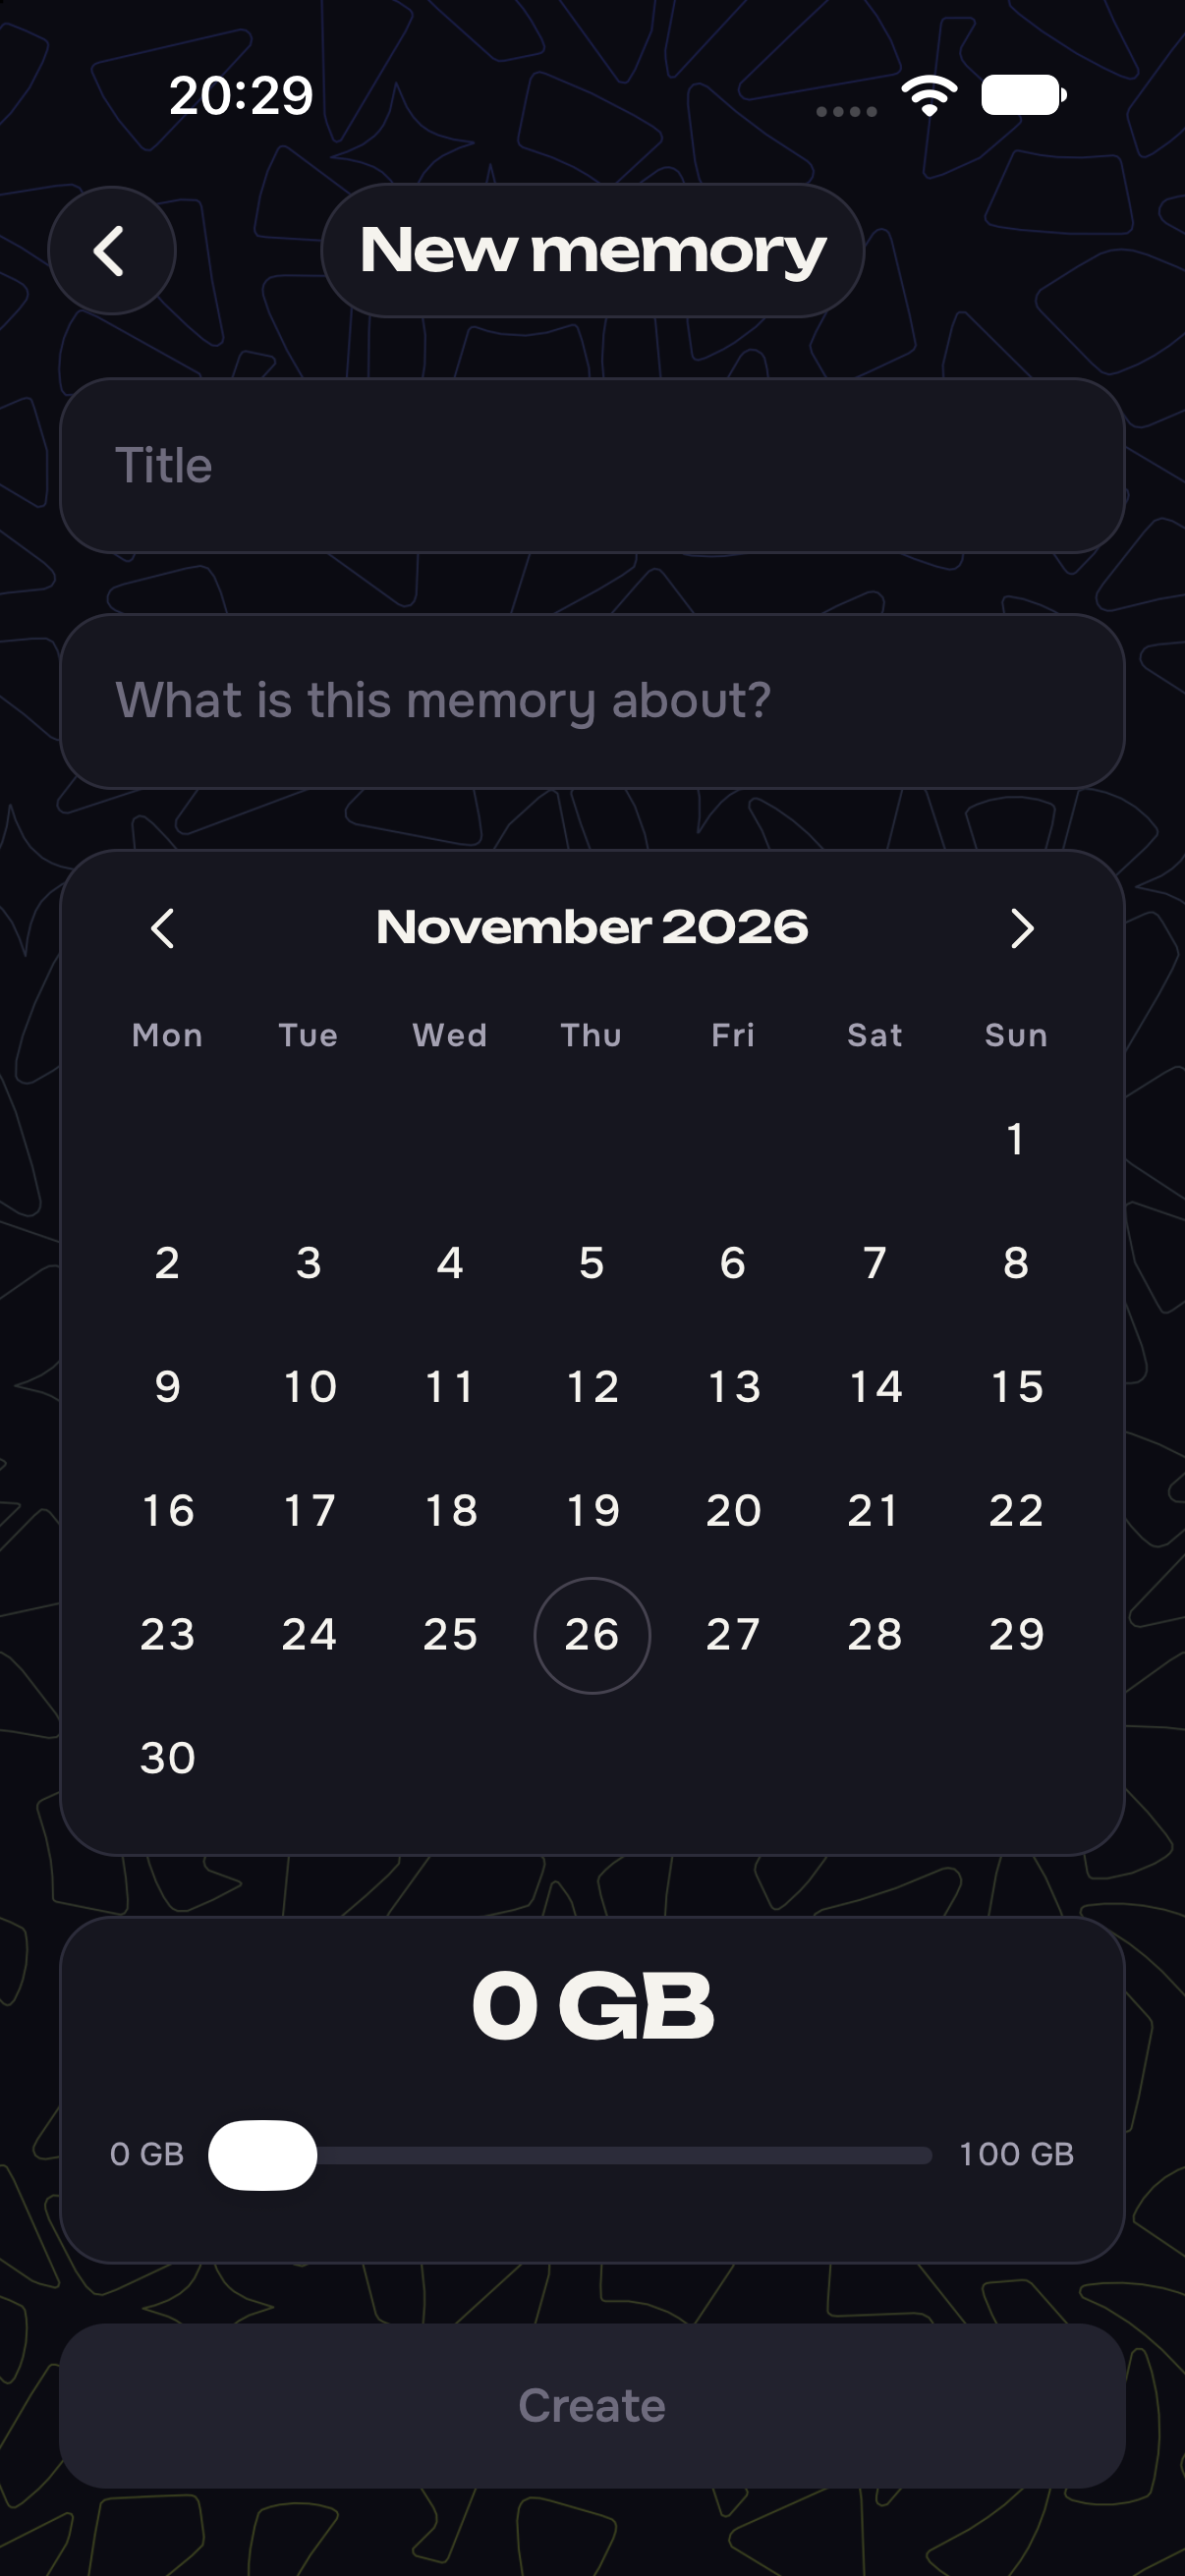 20:29
New memory
Title
What is this memory about?
November 2026
Mon Tue Wed Thu Fri Sat Sun
1
2 3 4 5 6 7 8
9 10 11 12 13 14 15
16 17 18 19 20 21 22
23 24 25 26 27 28 29
30
0 GB
0 GB 100 GB
Create